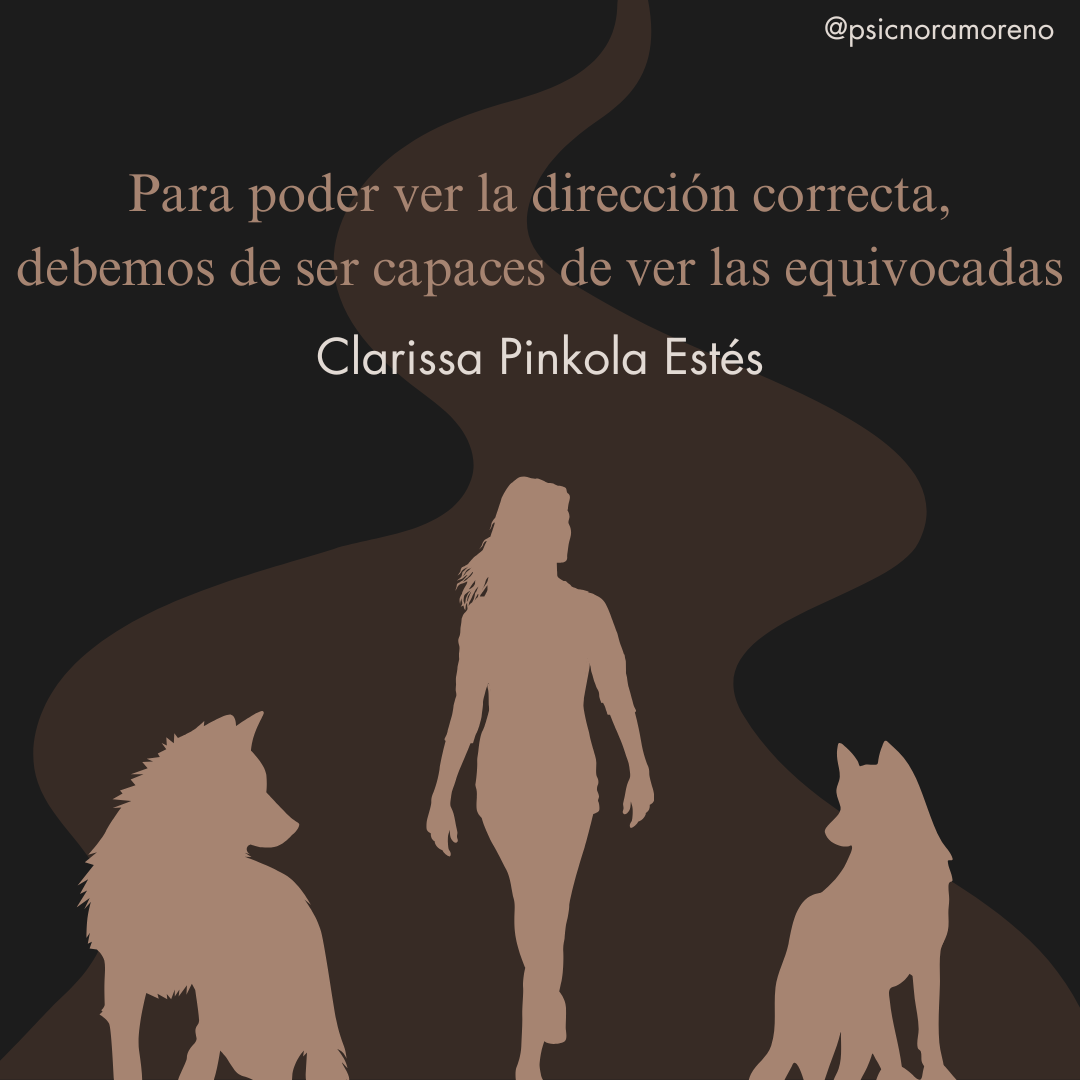 @psicnoramoreno
Para poder ver la dirección correcta,
debemos de ser capaces de ver las equivocadas
Clarissa Pinkola Estés